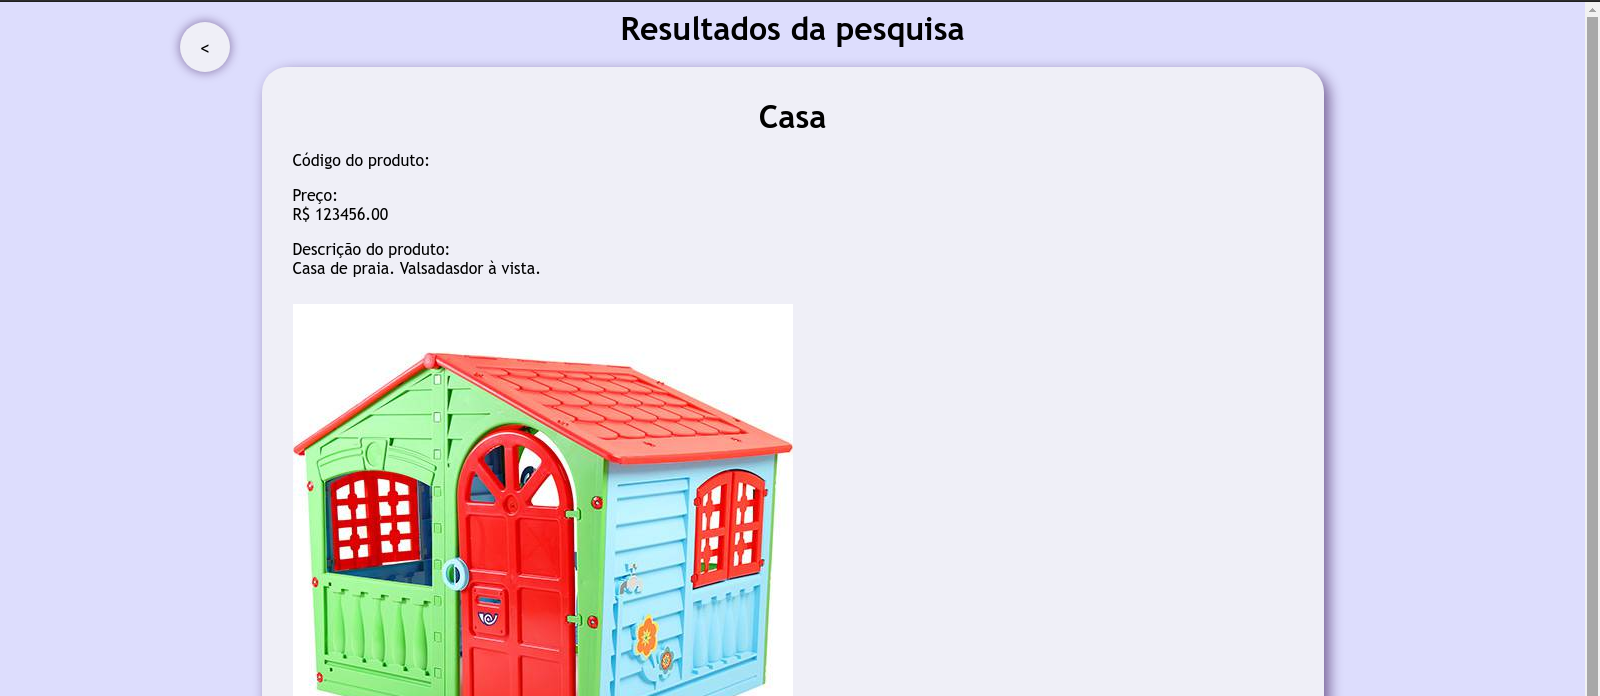 Resultados da pesquisa
<
Casa
Código do produto:
Preço:
R$ 123456.00
Descrição do produto:
Casa de praia. Valsadasdor à vista.